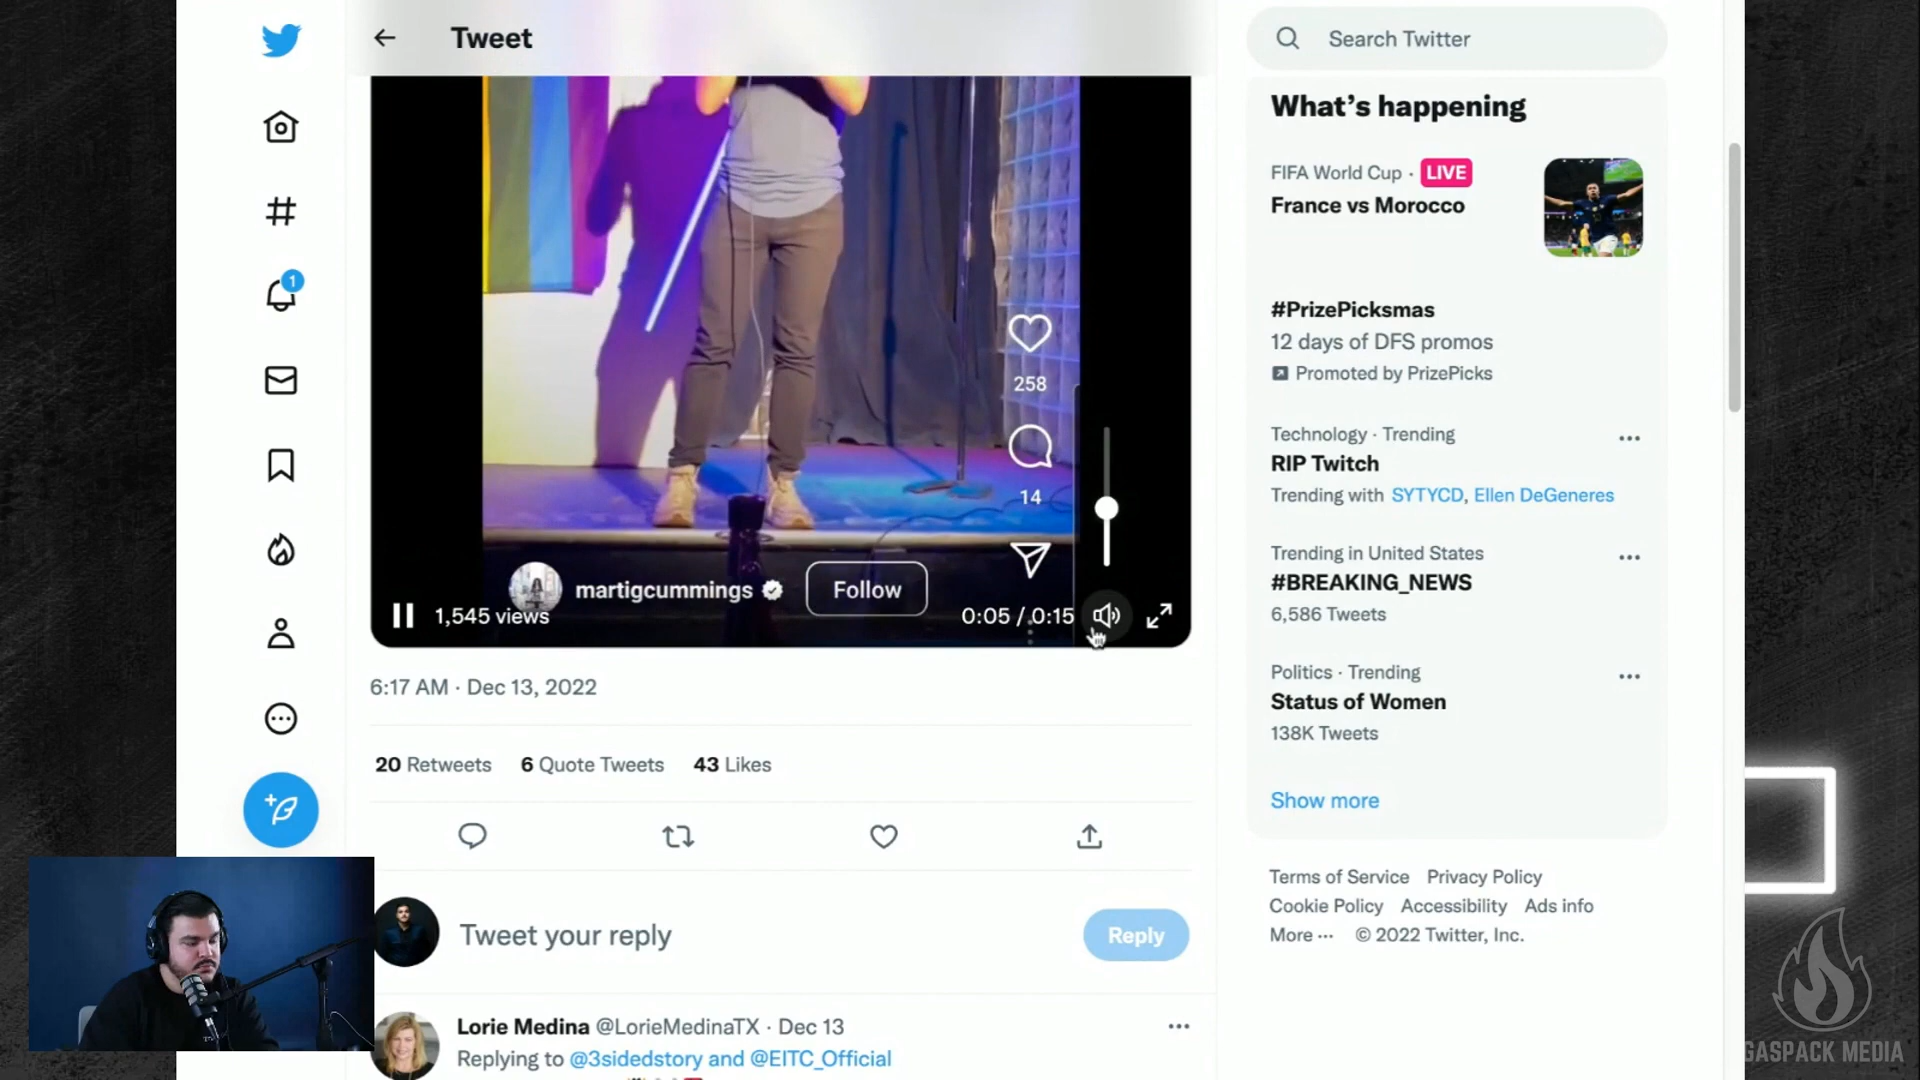 Tweet
Search Twitter
What's happening
FIFA World Cup · LIVE
France vs Morocco
#PrizePicksmas
12 days of DFS promos
Promoted by PrizePicks
Technology · Trending
RIP Twitch
Trending with SYTYCD, Ellen DeGeneres
Trending in United States
#BREAKING_NEWS
6,586 Tweets
Politics · Trending
Status of Women
138K Tweets
Show more
Terms of Service Privacy Policy
Cookie Policy Accessibility Ads info
More ··· © 2022 Twitter, Inc.
1
258
14
martigcummings Follow
1,545 views 0:05 / 0:15
6:17 AM · Dec 13, 2022
20 Retweets 6 Quote Tweets 43 Likes
Tweet your reply Reply
Lorie Medina @LorieMedinaTX · Dec 13
Replying to @3sidedstory and @EITC_Official
GASPACK MEDIA